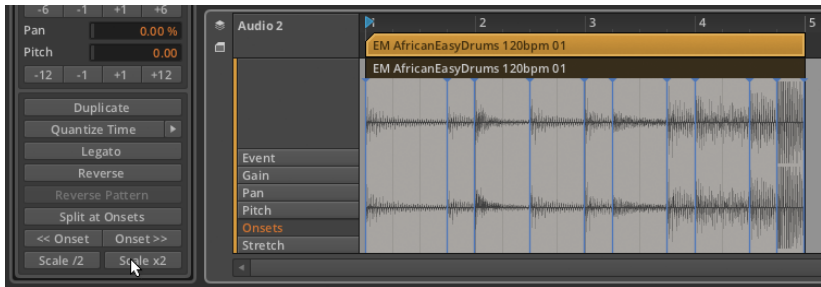 -6 -1 +1 +6
Pan 0.00 %
Pitch 0.00
-12 -1 +1 +12
Duplicate
Quantize Time
Legato
Reverse
Reverse Pattern
Split at Onsets
<< Onset Onset >>
Scale /2 Scale x2
Audio 2
2 3 4 5
EM AfricanEasyDrums 120bpm 01
EM AfricanEasyDrums 120bpm 01
Event
Gain
Pan
Pitch
Onsets
Stretch